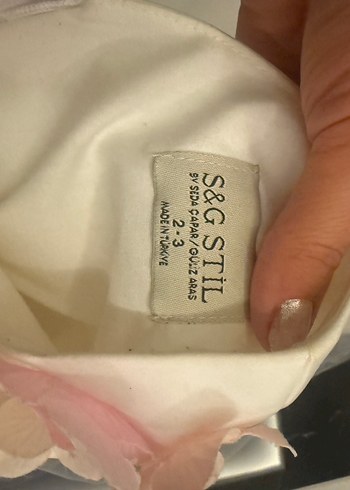 S&G STİL
BY SEDA ÇAPAR / GÜLİZ ARAS
2-3
MADE IN TÜRKİYE